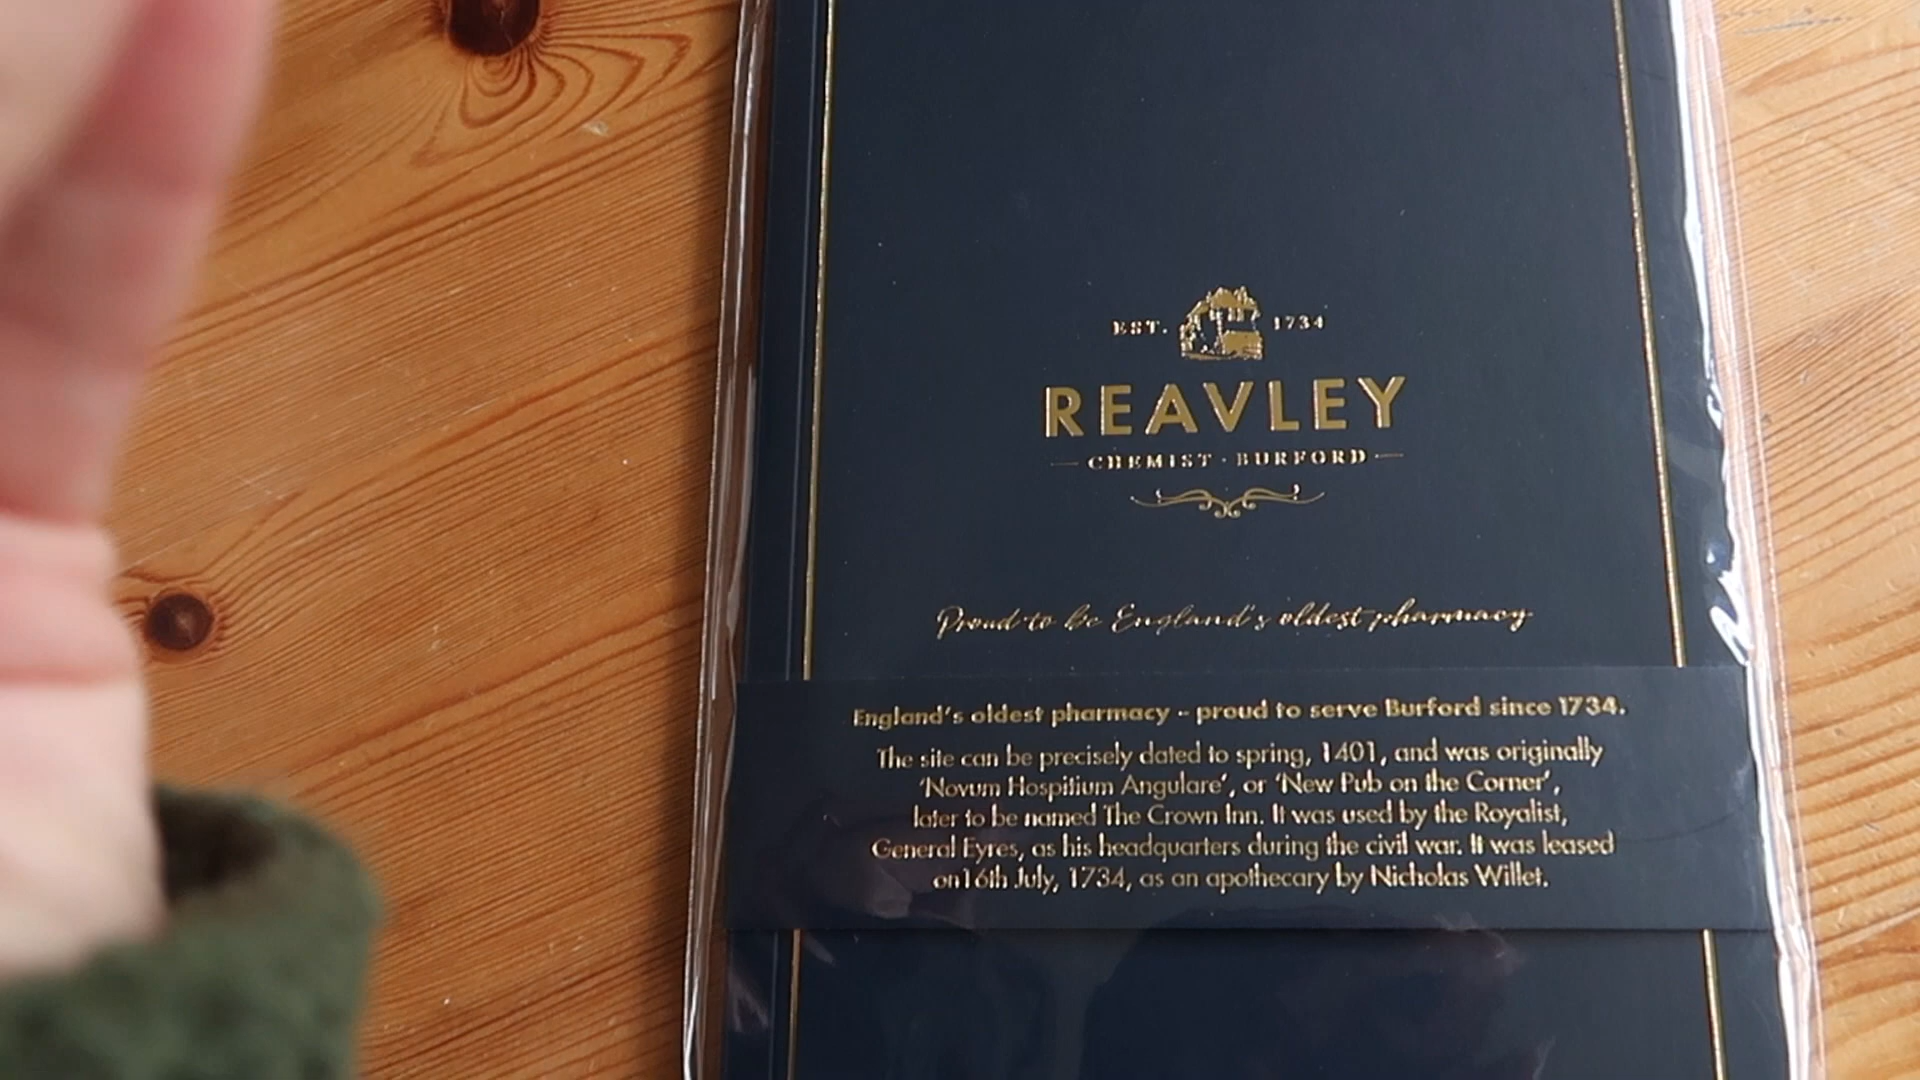 EST. 1734
REAVLEY
CHEMIST · BURFORD
Proud to be England's oldest pharmacy
England's oldest pharmacy - proud to serve Burford since 1734.
The site can be precisely dated to spring, 1401, and was originally
'Novum Hospitium Angulare', or 'New Pub on the Corner',
later to be named The Crown Inn. It was used by the Royalist,
General Eyres, as his headquarters during the civil war. It was leased
on16th July, 1734, as an apothecary by Nicholas Willet.